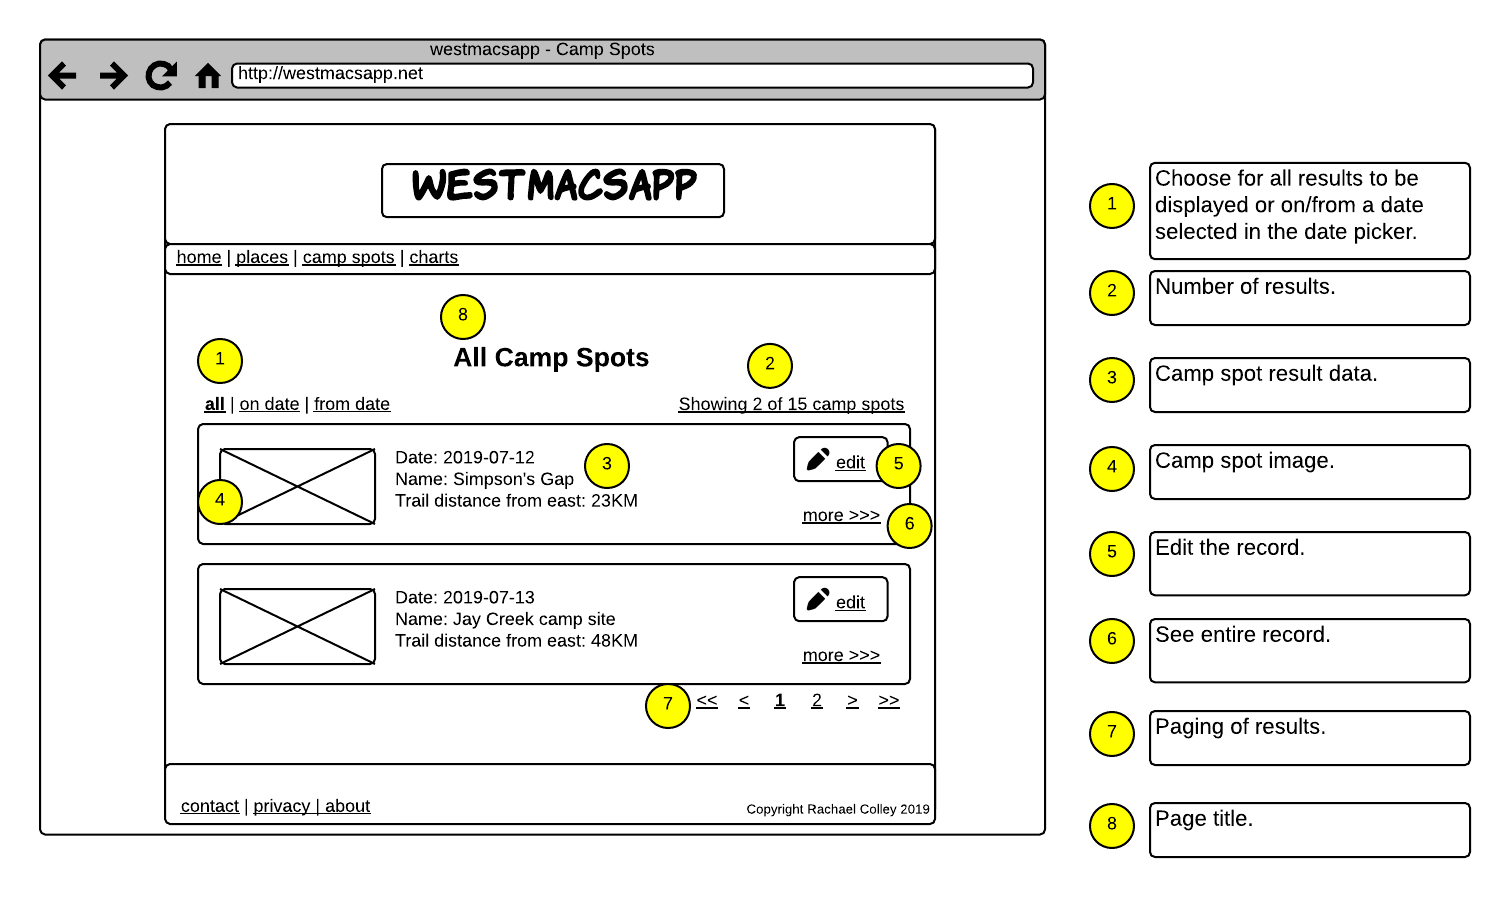 westmacsapp - Camp Spots
http://westmacsapp.net
WESTMACSAPP
home | places | camp spots | charts
8
All Camp Spots
1
2
all | on date | from date
Showing 2 of 15 camp spots
Date: 2019-07-12
Name: Simpson's Gap
Trail distance from east: 23KM
3
4
edit
5
more >>>
6
Date: 2019-07-13
Name: Jay Creek camp site
Trail distance from east: 48KM
edit
more >>>
7
<< < 1 2 > >>
contact | privacy | about
Copyright Rachael Colley 2019
1
Choose for all results to be
displayed or on/from a date
selected in the date picker.
2
Number of results.
3
Camp spot result data.
4
Camp spot image.
5
Edit the record.
6
See entire record.
7
Paging of results.
8
Page title.